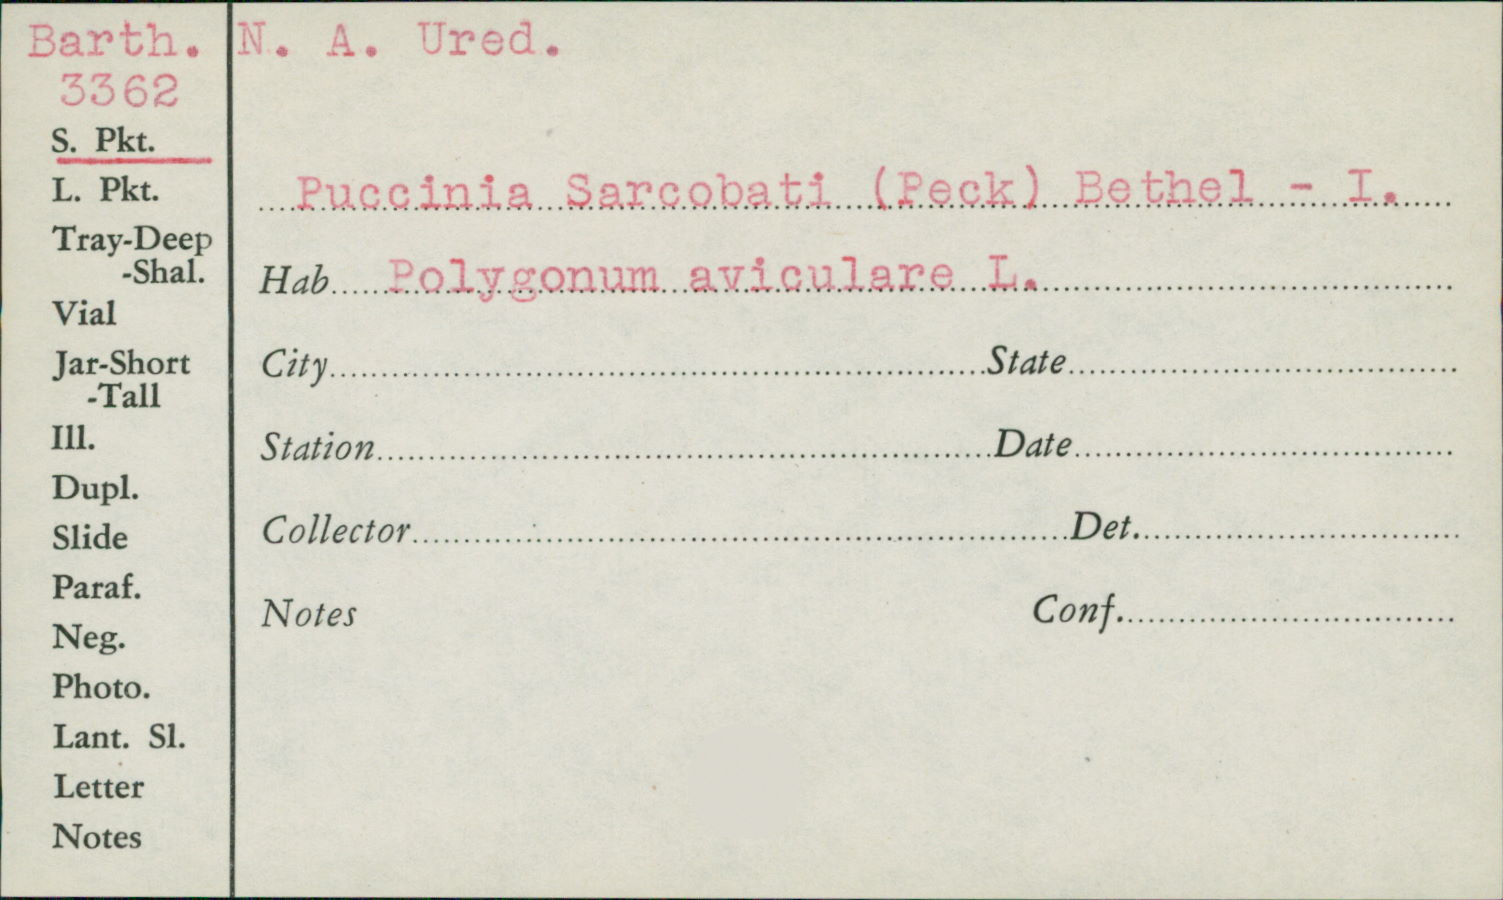 Barth. N. A. Ured.
3362
S. Pkt.
L. Pkt.
Tray-Deep
-Shal.
Vial
Jar-Short
-Tall
Ill.
Dupl.
Slide
Paraf.
Neg.
Photo.
Lant. Sl.
Letter
Notes
Puccinia Sarcobati (Peck) Bethel - I.
Hab. Polygonum aviculare L.
City State
Station Date
Collector Det.
Notes Conf.